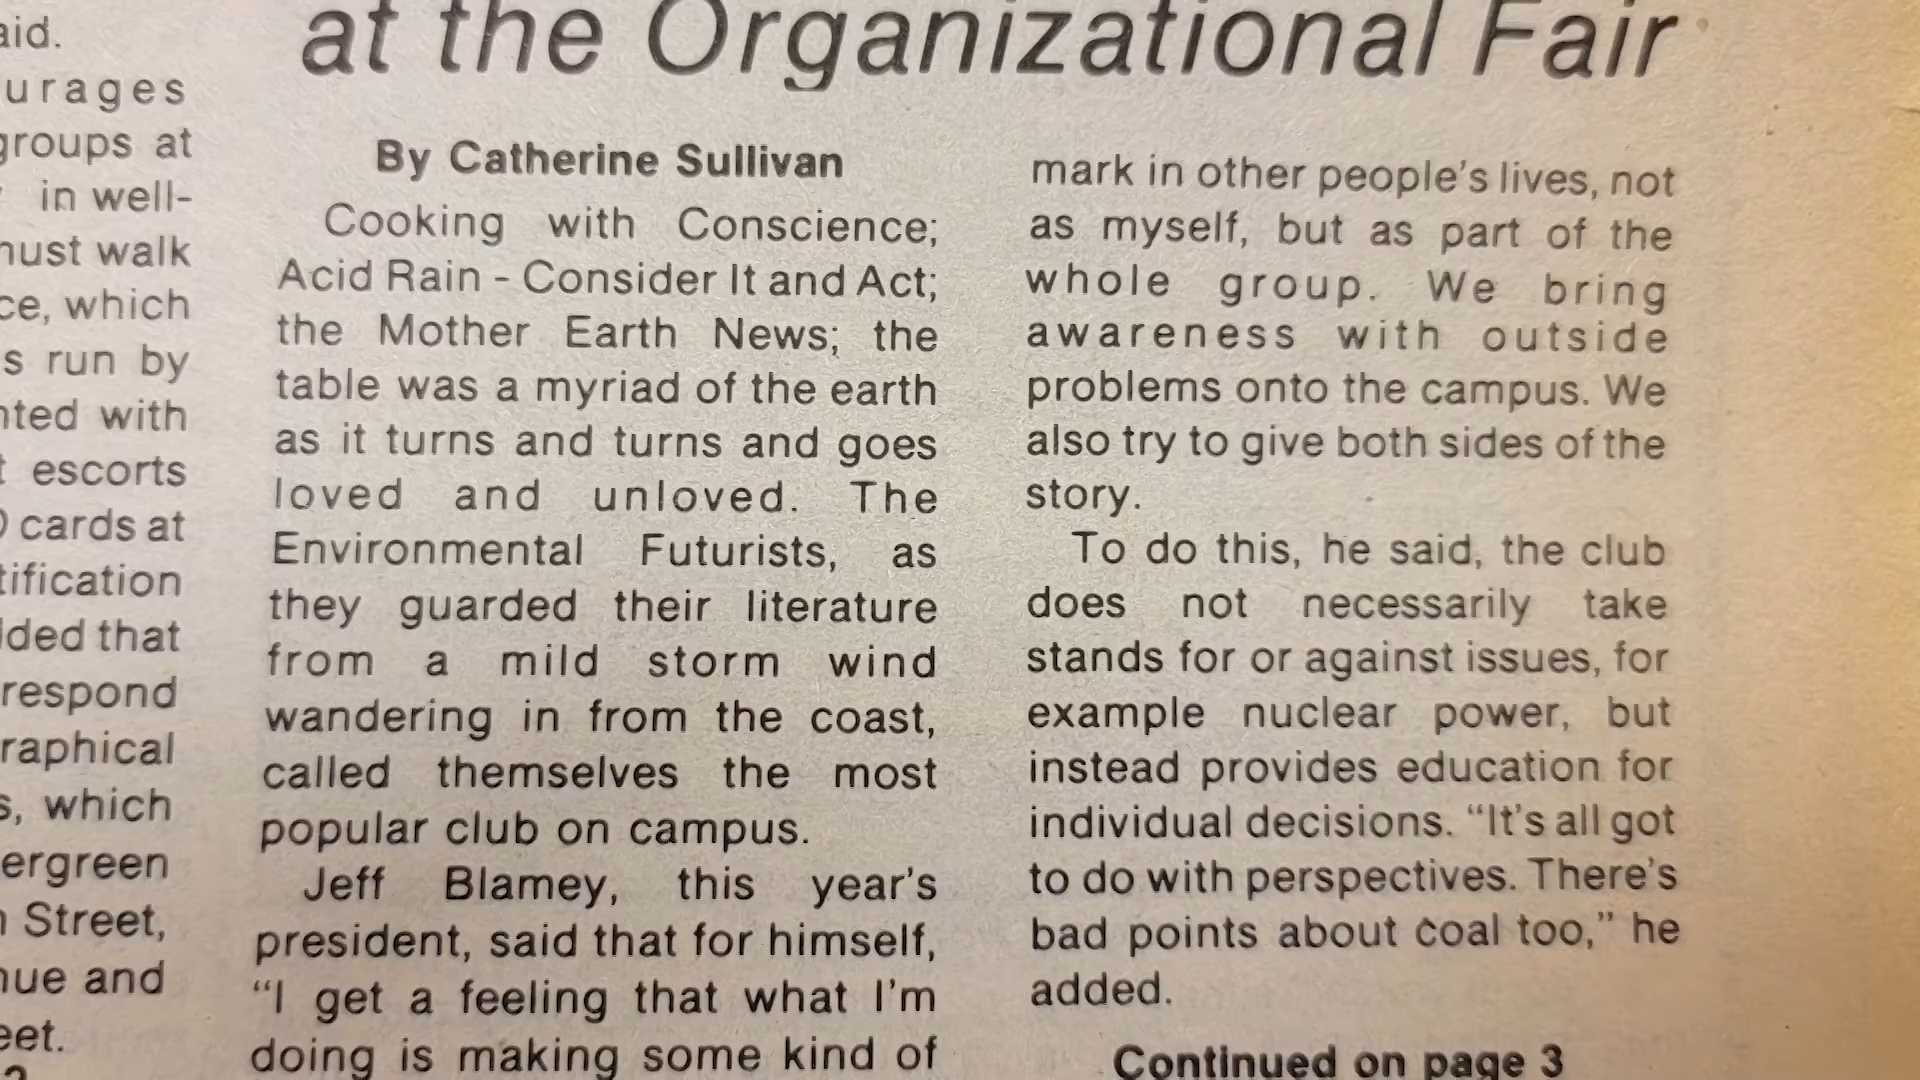 at the Organizational Fair
aid.
urages
groups at
in well-
must walk
ce, which
s run by
nted with
t escorts
cards at
tification
ded that
respond
raphical
s, which
ergreen
Street,
nue and
eet.
By Catherine Sullivan
Cooking with Conscience;
Acid Rain - Consider It and Act;
the Mother Earth News; the
table was a myriad of the earth
as it turns and turns and goes
loved and unloved. The
Environmental Futurists, as
they guarded their literature
from a mild storm wind
wandering in from the coast,
called themselves the most
popular club on campus.
Jeff Blamey, this year's
president, said that for himself,
“I get a feeling that what I'm
doing is making some kind of
mark in other people's lives, not
as myself, but as part of the
whole group. We bring
awareness with outside
problems onto the campus. We
also try to give both sides of the
story.
To do this, he said, the club
does not necessarily take
stands for or against issues, for
example nuclear power, but
instead provides education for
individual decisions. “It's all got
to do with perspectives. There's
bad points about coal too,” he
added.
Continued on page 3